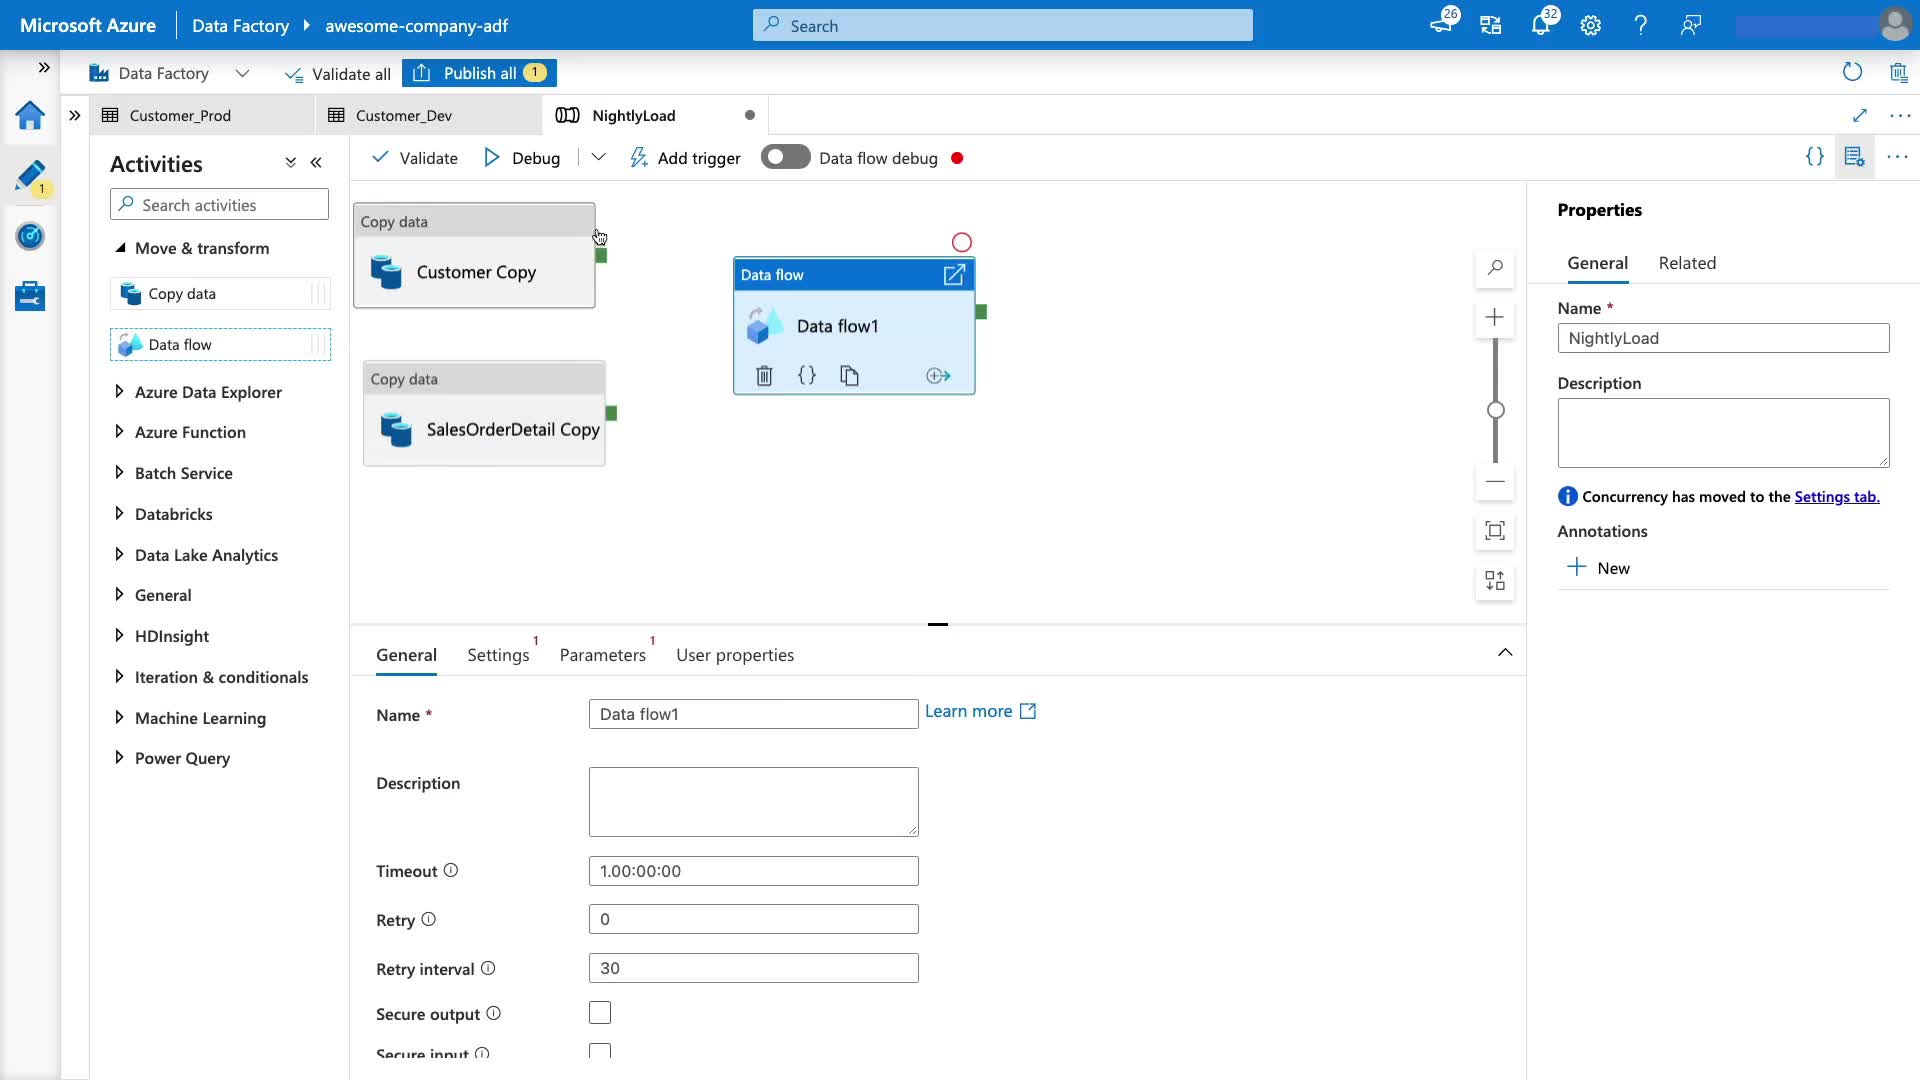 Microsoft Azure
Data Factory
awesome-company-adf
Search
26
32
Data Factory
Validate all
Publish all
1
Customer_Prod
Customer_Dev
NightlyLoad
1
Activities
Search activities
Move & transform
Copy data
Data flow
Azure Data Explorer
Azure Function
Batch Service
Databricks
Data Lake Analytics
General
HDInsight
Iteration & conditionals
Machine Learning
Power Query
Validate
Debug
Add trigger
Data flow debug
Copy data
Customer Copy
Copy data
SalesOrderDetail Copy
Data flow
Data flow1
General
Settings
1
Parameters
1
User properties
Name *
Data flow1
Learn more
Description
Timeout
1.00:00:00
Retry
0
Retry interval
30
Secure output
Secure input
Properties
General
Related
Name *
NightlyLoad
Description
Concurrency has moved to the Settings tab.
Annotations
New